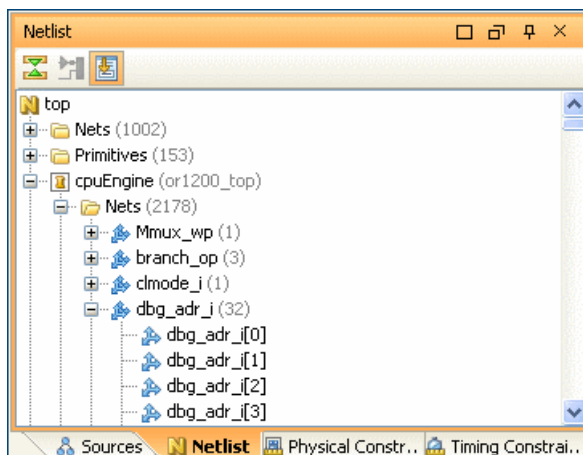 Netlist
top
Nets (1002)
Primitives (153)
cpuEngine (or1200_top)
Nets (2178)
Mmux_wp (1)
branch_op (3)
clmode_i (1)
dbg_adr_i (32)
dbg_adr_i[0]
dbg_adr_i[1]
dbg_adr_i[2]
dbg_adr_i[3]
Sources Netlist Physical Constr.. Timing Constrai..